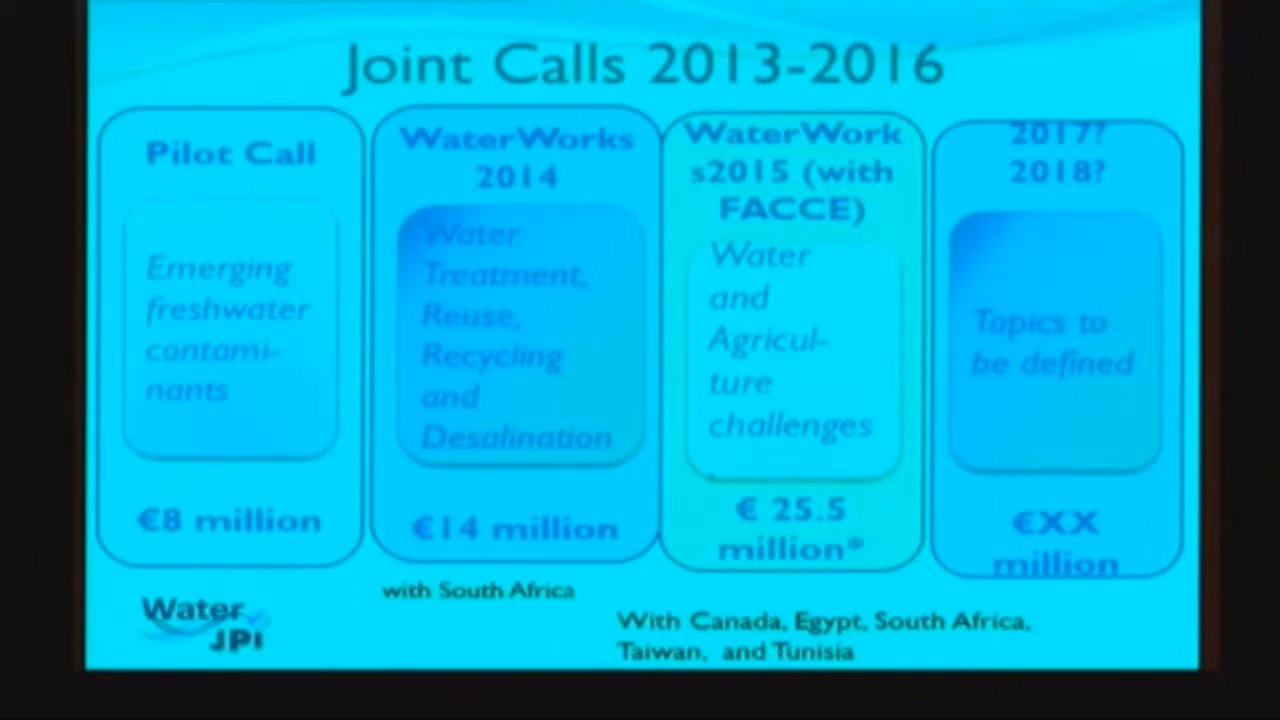 Joint Calls 2013-2016
Pilot Call
Emerging
freshwater
contami-
nants
€8 million
WaterWorks
2014
Water
Treatment,
Reuse,
Recycling
and
Desalination
€14 million
with South Africa
WaterWork
s2015 (with
FACCE)
Water
and
Agricul-
ture
challenges
€ 25.5
million*
With Canada, Egypt, South Africa,
Taiwan, and Tunisia
2017?
2018?
Topics to
be defined
€XX
million
Water
JPI